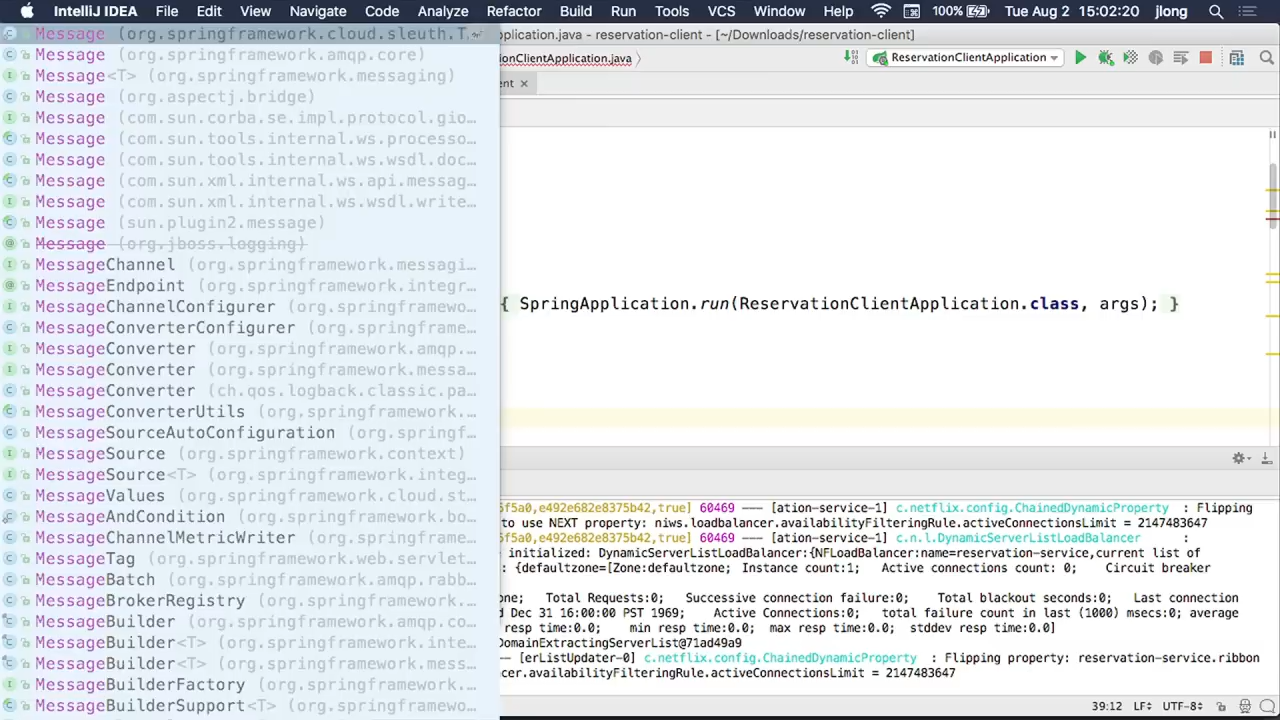 IntelliJ IDEA File Edit View Navigate Code Analyze Refactor Build Run Tools VCS Window Help 100% Tue Aug 2 15:02:20 jlong
Message (org.springframework.cloud.sleuth.T…
plication.java - reservation-client - [~/Downloads/reservation-client]
Message (org.springframework.amqp.core)
onClientApplication.java
ReservationClientApplication
Message<T> (org.springframework.messaging)
ent
Message (org.aspectj.bridge)
Message (com.sun.corba.se.impl.protocol.gio…
Message (com.sun.tools.internal.ws.processo…
Message (com.sun.tools.internal.ws.wsdl.doc…
Message (com.sun.xml.internal.ws.api.messag…
Message (com.sun.xml.internal.ws.wsdl.write…
Message (sun.plugin2.message)
Message (org.jboss.logging)
MessageChannel (org.springframework.messagi…
MessageEndpoint (org.springframework.integr…
MessageChannelConfigurer (org.springframewo…
{ SpringApplication.run(ReservationClientApplication.class, args); }
MessageConverterConfigurer (org.springframe…
MessageConverter (org.springframework.amqp.…
MessageConverter (org.springframework.messa…
MessageConverter (ch.qos.logback.classic.pa…
MessageConverterUtils (org.springframework.…
MessageSourceAutoConfiguration (org.springf…
MessageSource (org.springframework.context)
MessageSource<T> (org.springframework.integ…
MessageValues (org.springframework.cloud.st…
MessageAndCondition (org.springframework.bo…
MessageChannelMetricWriter (org.springframe…
MessageTag (org.springframework.web.servlet…
MessageBatch (org.springframework.amqp.rabb…
MessageBrokerRegistry (org.springframework.…
MessageBuilder (org.springframework.amqp.co…
MessageBuilder<T> (org.springframework.inte…
MessageBuilder<T> (org.springframework.mess…
MessageBuilderFactory (org.springframework.…
MessageBuilderSupport<T> (org.springframewo…
6f5a0,e492e682e8375b42,true] 60469 --- [ation-service-1] c.netflix.config.ChainedDynamicProperty : Flipping
to use NEXT property: niws.loadbalancer.availabilityFilteringRule.activeConnectionsLimit = 2147483647
6f5a0,e492e682e8375b42,true] 60469 --- [ation-service-1] c.n.l.DynamicServerListLoadBalancer :
initialized: DynamicServerListLoadBalancer:{NFLoadBalancer:name=reservation-service,current list of
: {defaultzone=[Zone:defaultzone; Instance count:1; Active connections count: 0; Circuit breaker
one; Total Requests:0; Successive connection failure:0; Total blackout seconds:0; Last connection
d Dec 31 16:00:00 PST 1969; Active Connections:0; total failure count in last (1000) msecs:0; average
resp time:0.0; min resp time:0.0; max resp time:0.0; stddev resp time:0.0]
DomainExtractingServerList@71ad49a9
-- [erListUpdater-0] c.netflix.config.ChainedDynamicProperty : Flipping property: reservation-service.ribbon
ncer.availabilityFilteringRule.activeConnectionsLimit = 2147483647
39:12 LF UTF-8